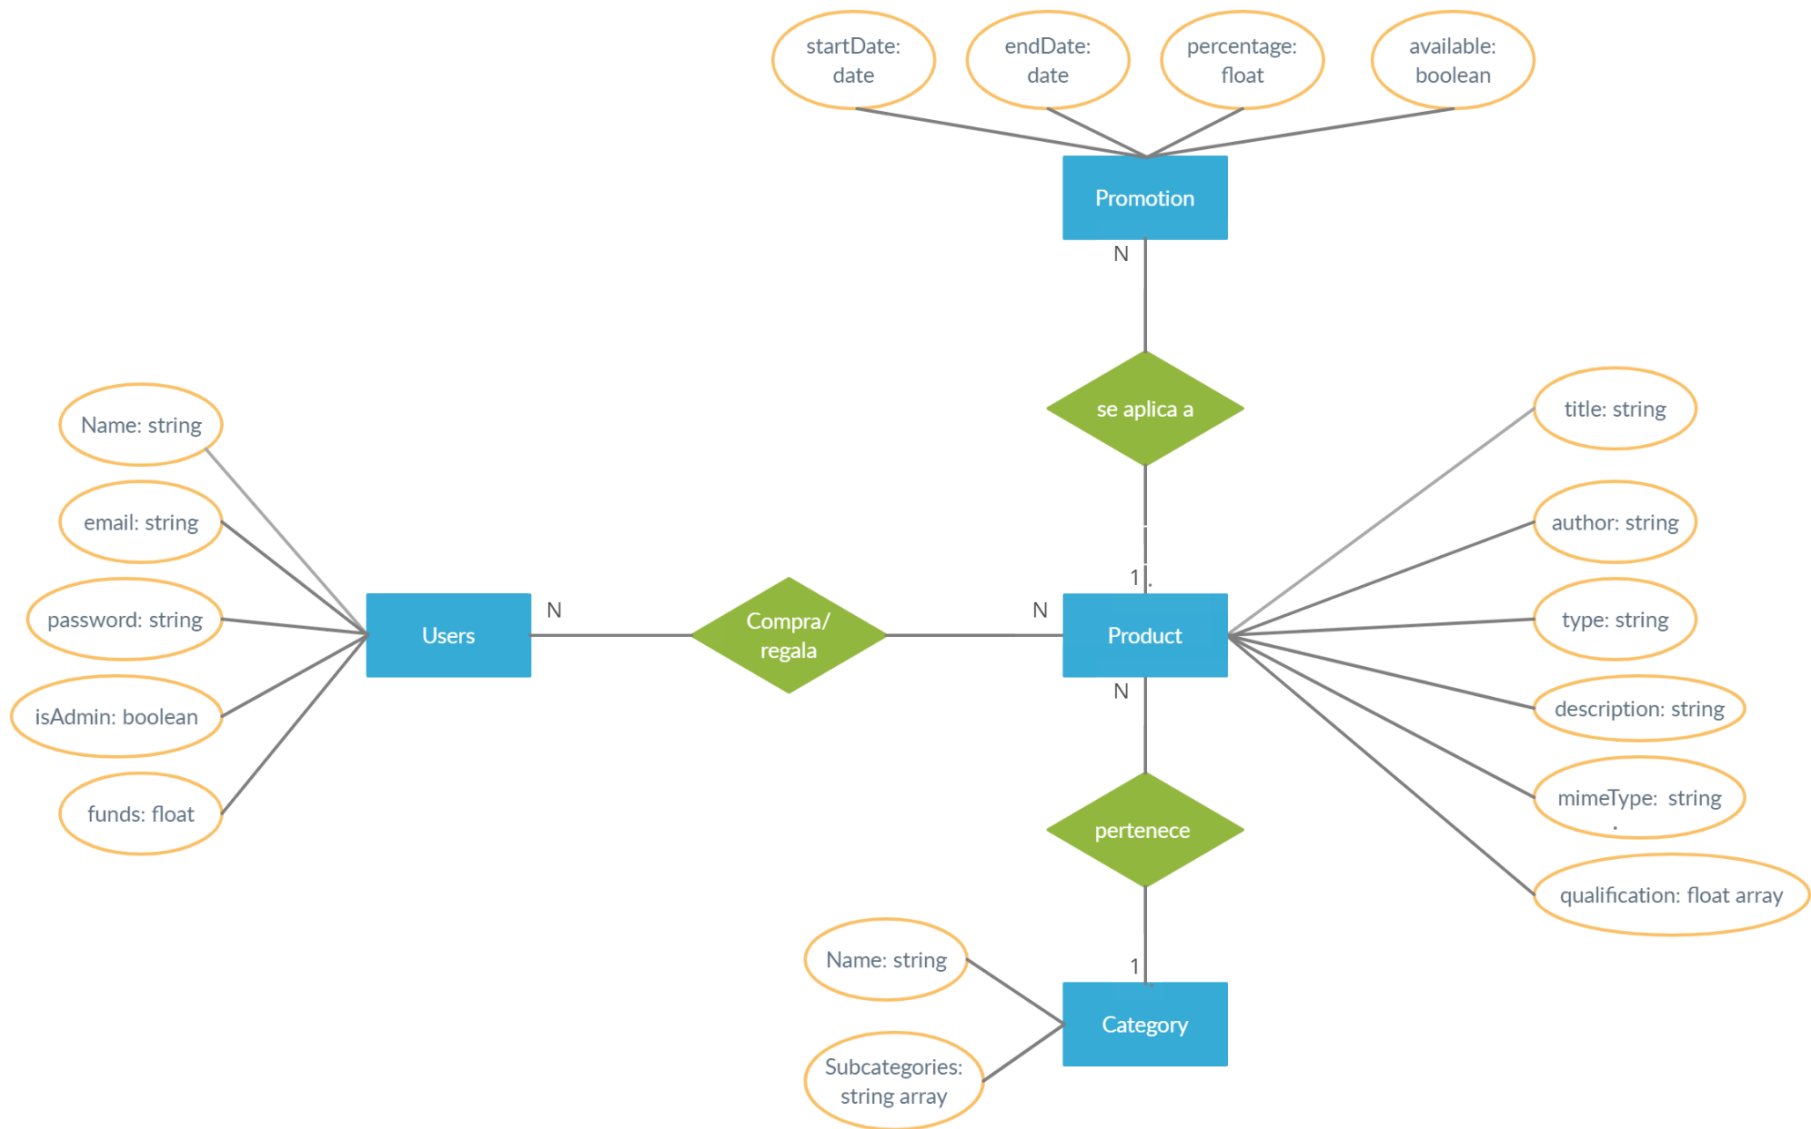 startDate:
date
endDate:
date
percentage:
float
available:
boolean
Promotion
N
se aplica a
1
Name: string
email: string
password: string
isAdmin: boolean
funds: float
Users
N
Compra/
regala
N
Product
N
title: string
author: string
type: string
description: string
mimeType: string
qualification: float array
pertenece
1
Name: string
Subcategories:
string array
Category